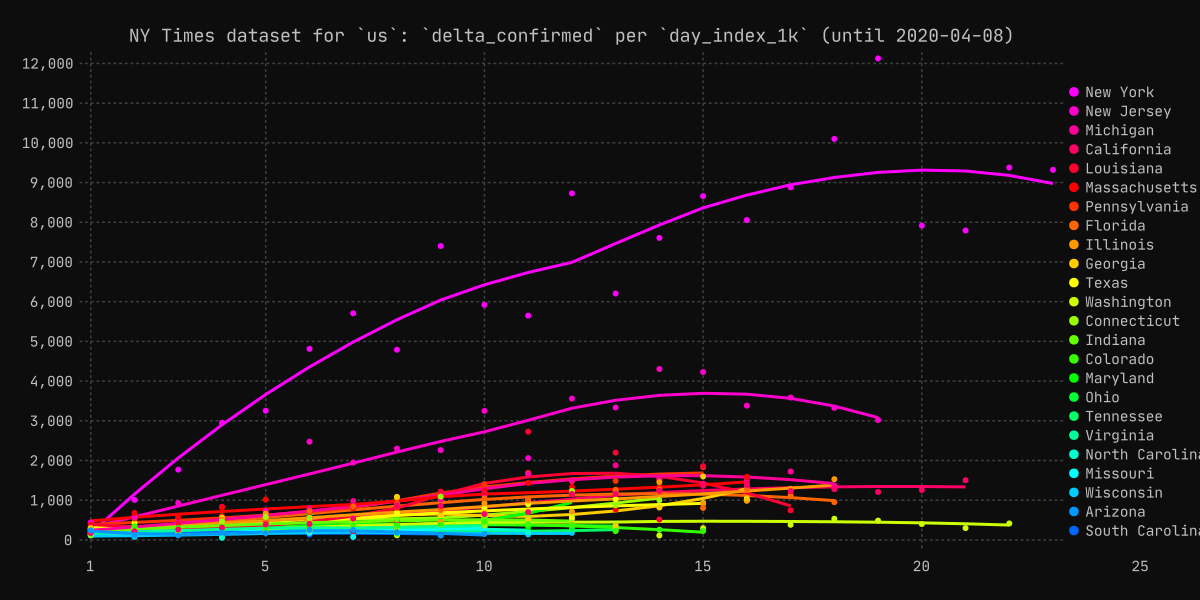 NY Times dataset for `us`: `delta_confirmed` per `day_index_1k` (until 2020-04-08)
12,000
11,000
10,000
9,000
8,000
7,000
6,000
5,000
4,000
3,000
2,000
1,000
0
1 5 10 15 20 25
New York
New Jersey
Michigan
California
Louisiana
Massachusetts
Pennsylvania
Florida
Illinois
Georgia
Texas
Washington
Connecticut
Indiana
Colorado
Maryland
Ohio
Tennessee
Virginia
North Carolina
Missouri
Wisconsin
Arizona
South Carolina